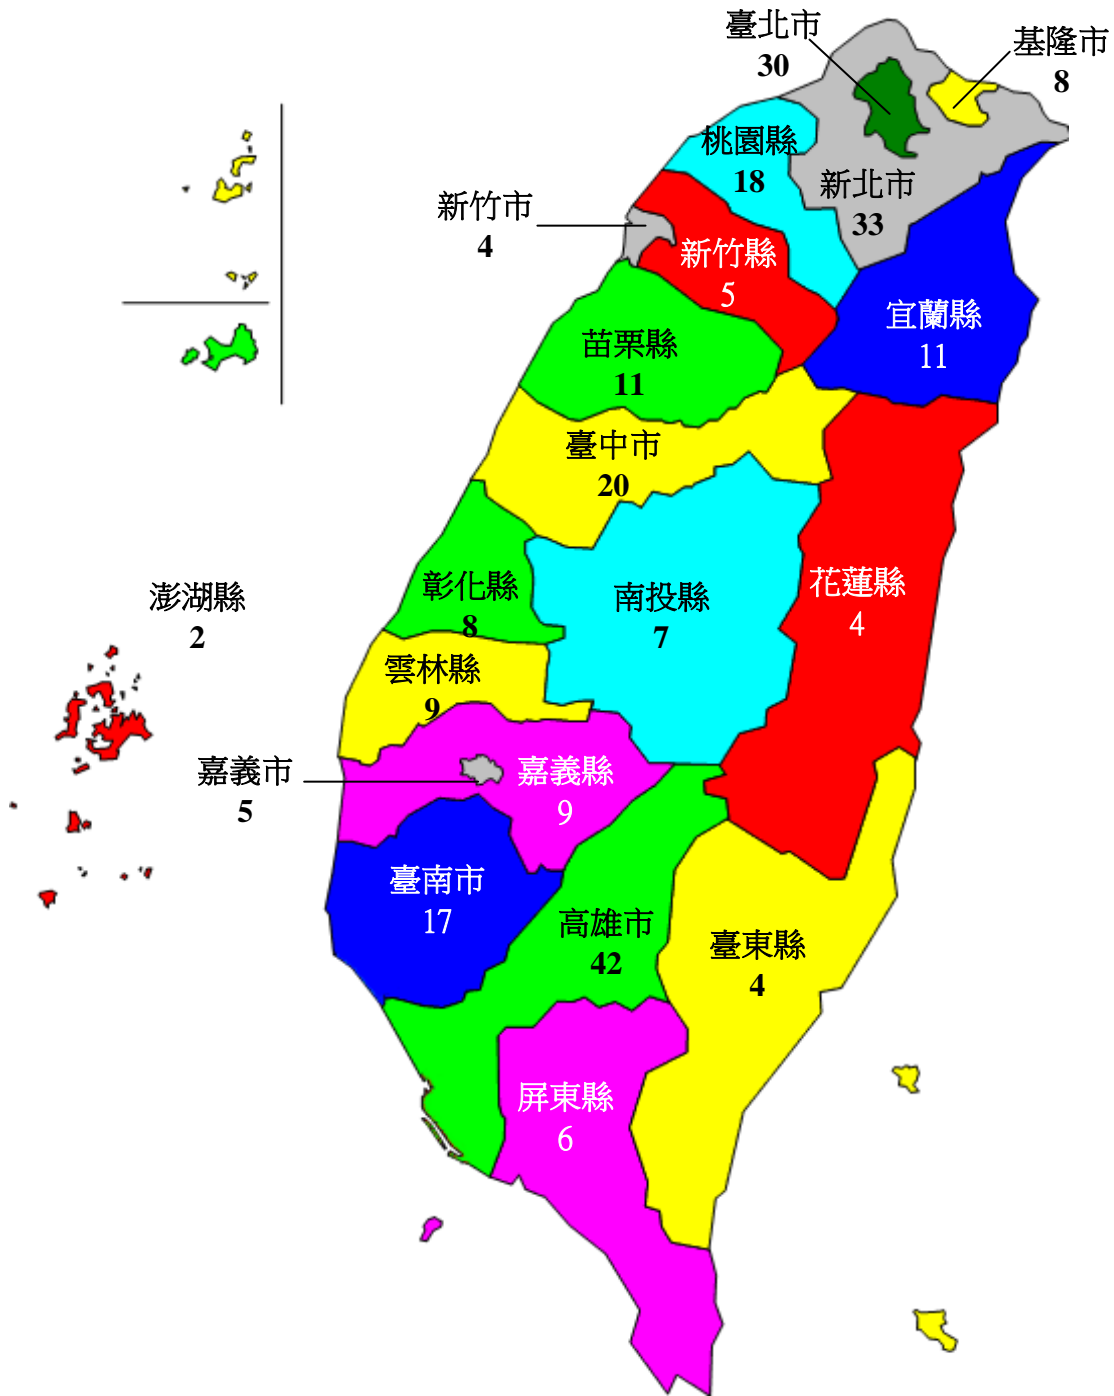 臺北市
30
基隆市
8
桃園縣
18
新北市
33
新竹市
4
新竹縣
5
宜蘭縣
11
苗栗縣
11
臺中市
20
彰化縣
8
南投縣
7
花蓮縣
4
澎湖縣
2
雲林縣
9
嘉義市
5
嘉義縣
9
臺南市
17
高雄市
42
臺東縣
4
屏東縣
6